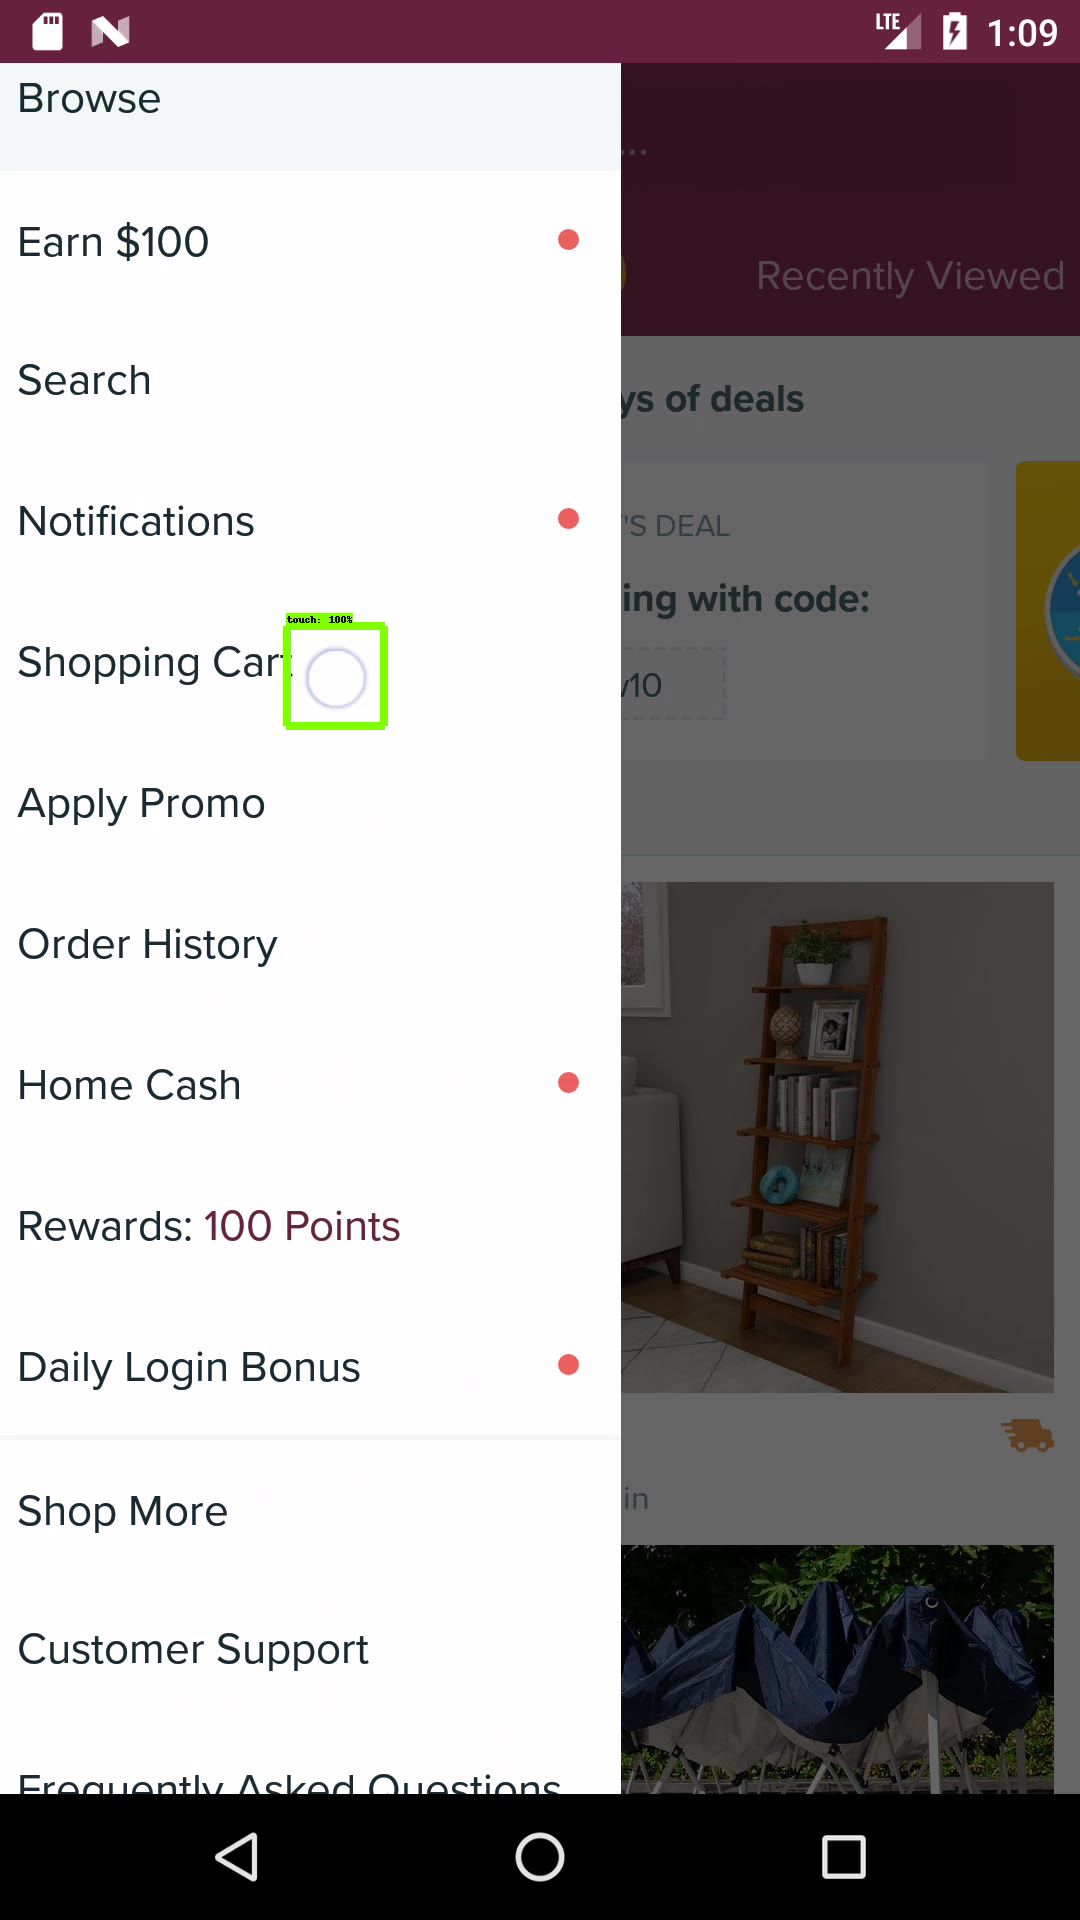 LTE 1:09
Browse
...
Earn $100
Recently Viewed
Search
ys of deals
Notifications
'S DEAL
ing with code:
touch: 100%
Shopping Cart
v10
Apply Promo
Order History
Home Cash
Rewards: 100 Points
Daily Login Bonus
Shop More
in
Customer Support
Frequently Asked Questions